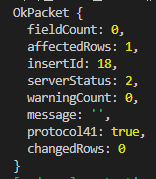 OkPacket {
fieldCount: 0,
affectedRows: 1,
insertId: 18,
serverStatus: 2,
warningCount: 0,
message: '',
protocol41: true,
changedRows: 0
}